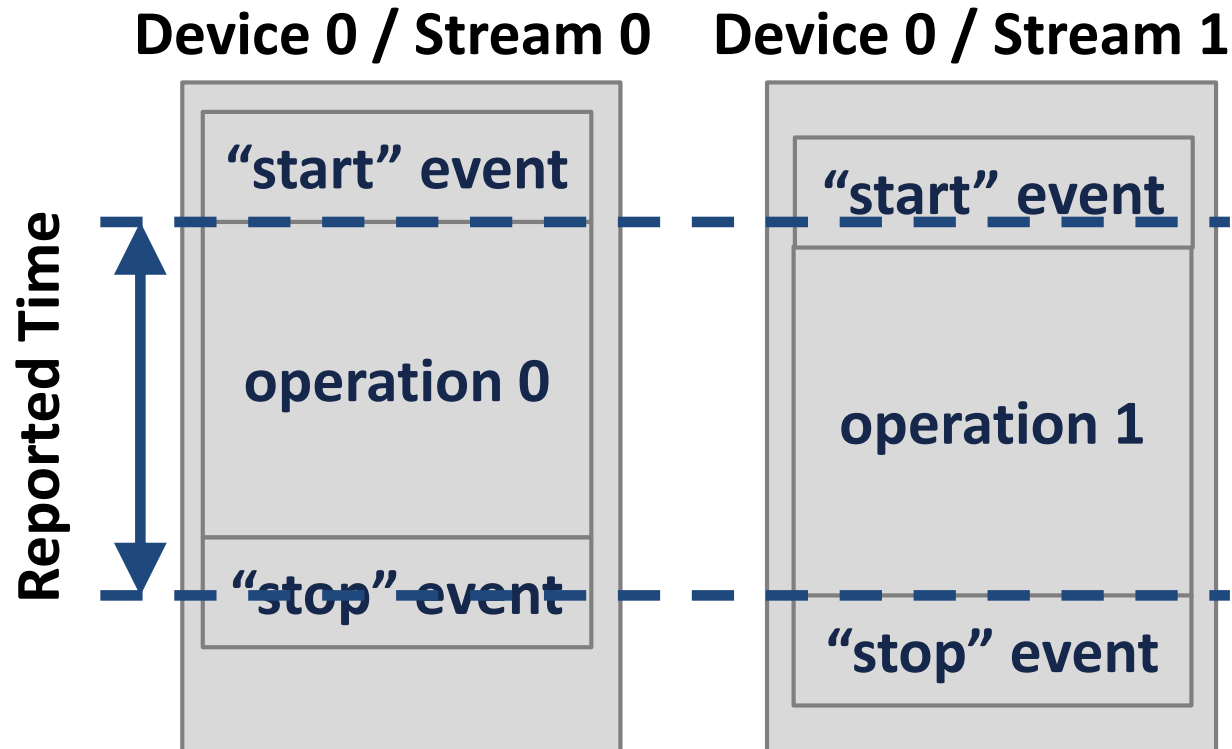 Device 0 / Stream 0
Device 0 / Stream 1
Reported Time
“start” event
operation 0
“stop” event
“start” event
operation 1
“stop” event